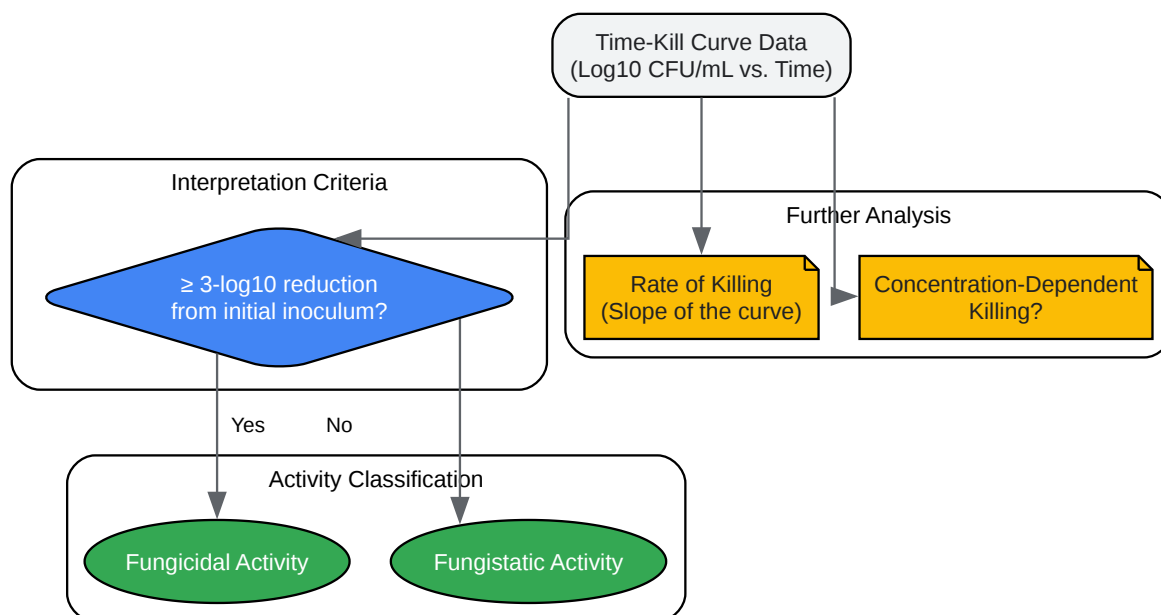 Time-Kill Curve Data
(Log10 CFU/mL vs. Time)
Interpretation Criteria
≥ 3-log10 reduction
from initial inoculum?
Further Analysis
Rate of Killing
(Slope of the curve)
Concentration-Dependent
Killing?
Yes
No
Activity Classification
Fungicidal Activity
Fungistatic Activity